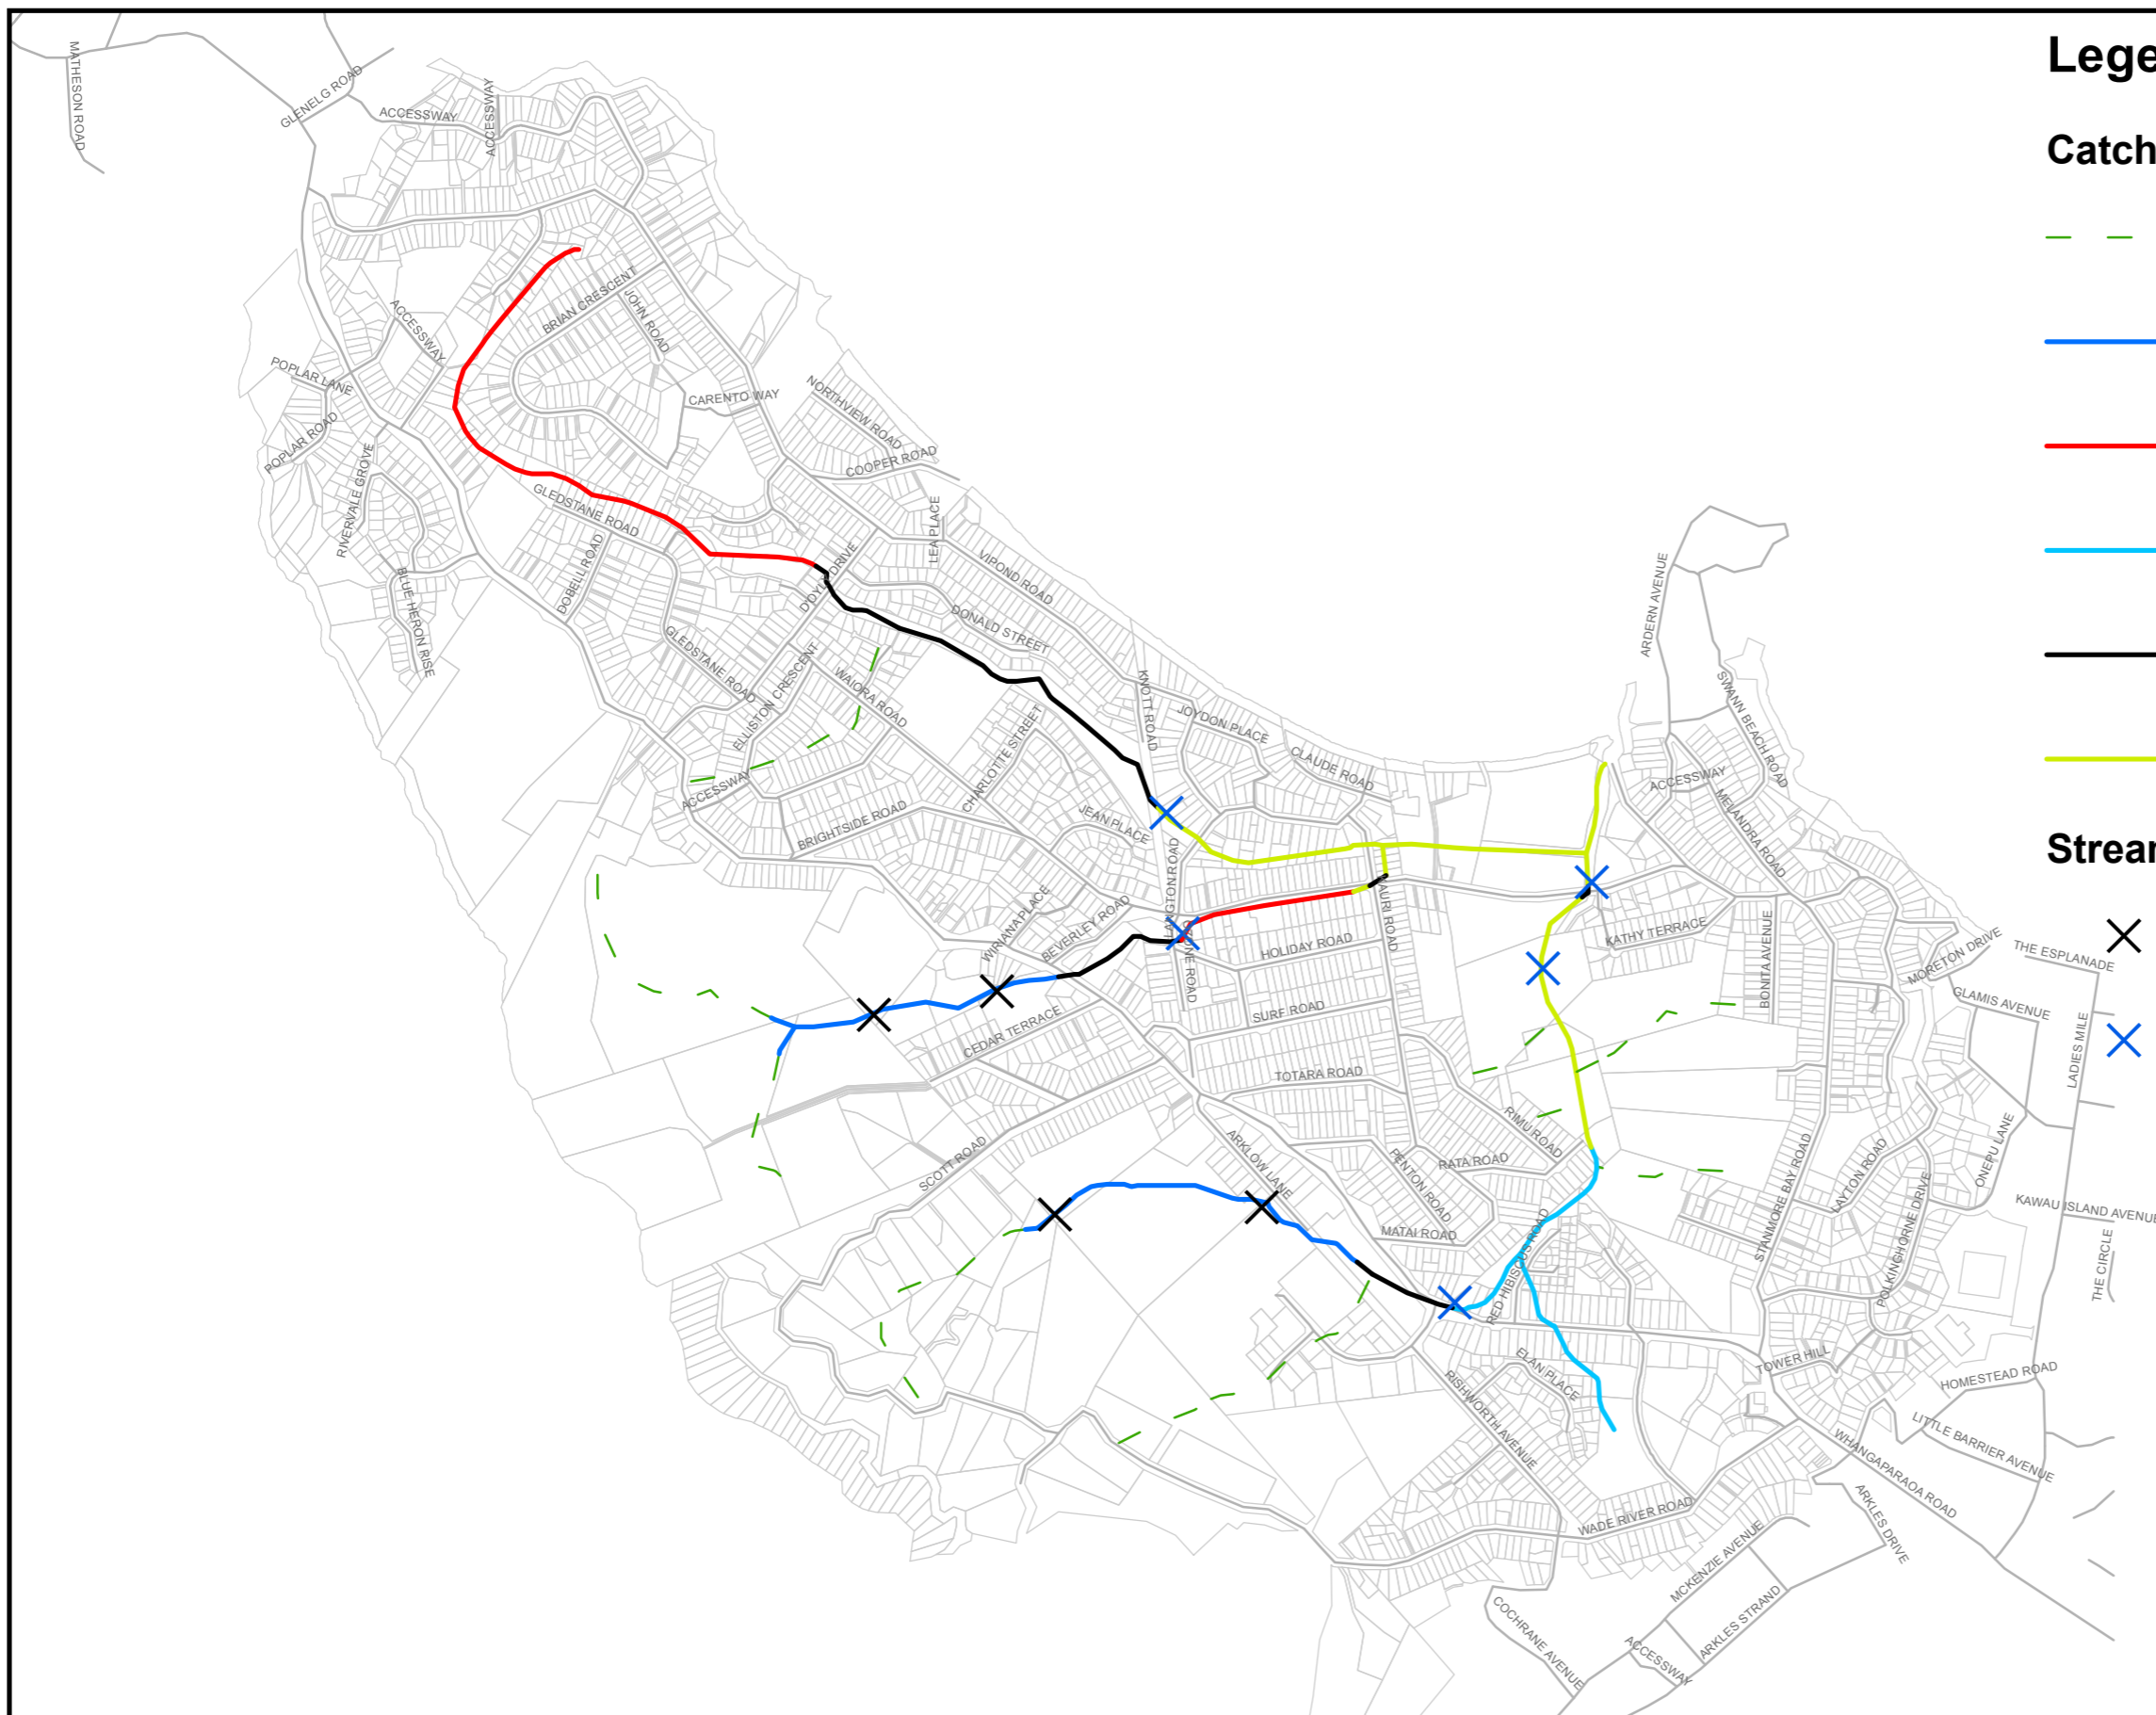 Lege
Catch
Strear
MATHESON ROAD
GLENELG ROAD
ACCESSWAY
ACCESSWAY
ACCESSWAY
BRIAN CRESCENT
JOHN ROAD
POPLAR LANE
POPLAR ROAD
CARENTO WAY
NORTHVIEW ROAD
COOPER ROAD
RIVERVALE GROVE
GLEDSTANE ROAD
LEA PLACE
VIPOND ROAD
DOBELL ROAD
BLUE HERON RISE
DOYLE DRIVE
DONALD STREET
GLEDSTANE ROAD
ELLISTON CRESCENT
WAIORA ROAD
KNOTT ROAD
JOYDON PLACE
CLAUDE ROAD
CHARLOTTE STREET
ACCESSWAY
BRIGHTSIDE ROAD
JEAN PLACE
ARDERN AVENUE
SWANN BEACH ROAD
ACCESSWAY
MELANDRA ROAD
WIRIANA PLACE
BEVERLEY ROAD
HOLIDAY ROAD
KATHY TERRACE
BONITA AVENUE
MORETON DRIVE
THE ESPLANADE
GLAMIS AVENUE
LADIES MILE
CEDAR TERRACE
SURF ROAD
TOTARA ROAD
RIMU ROAD
RATA ROAD
PENTON ROAD
MATAI ROAD
ARKLOW LANE
SCOTT ROAD
RED HIBISCUS ROAD
STANMORE BAY ROAD
LAYTON ROAD
POLKINGHORNE DRIVE
ONEPU LANE
KAWAU ISLAND AVENUE
THE CIRCLE
TOWER HILL
HOMESTEAD ROAD
LITTLE BARRIER AVENUE
WHANGAPARAOA ROAD
ELAN PLACE
RISHWORTH AVENUE
WADE RIVER ROAD
ARKLES DRIVE
MCKENZIE AVENUE
ARKLES STRAND
ACCESSWAY
COCHRANE AVENUE